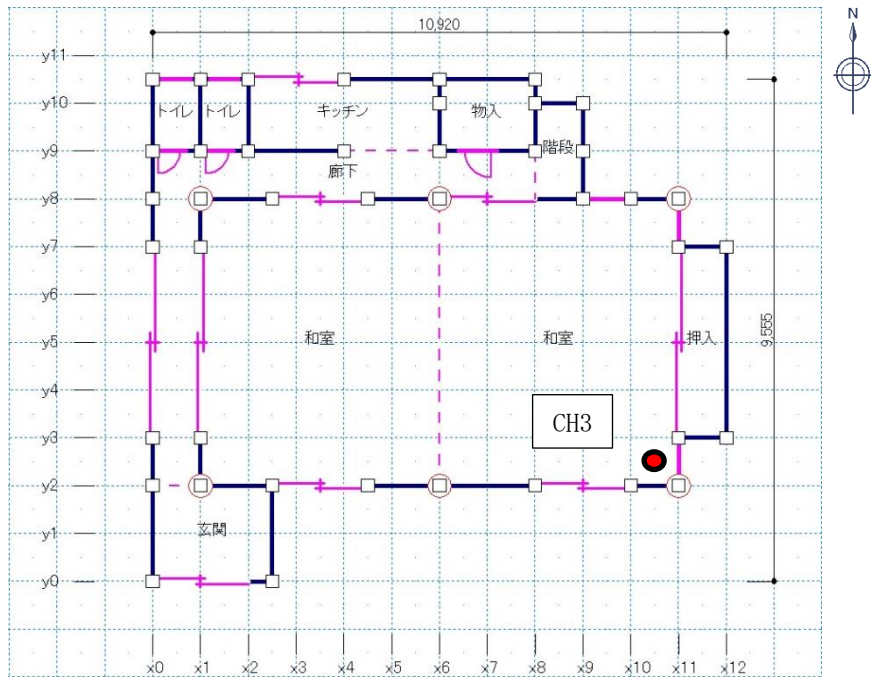 10,920
N
y11
y10
トイレ トイレ キッチン 物入
y9
階段
廊下
y8
y7
y6
y5
和室 和室 押入
9,555
y4
CH3
y3
y2
玄関
y1
y0
x0 x1 x2 x3 x4 x5 x6 x7 x8 x9 x10 x11 x12